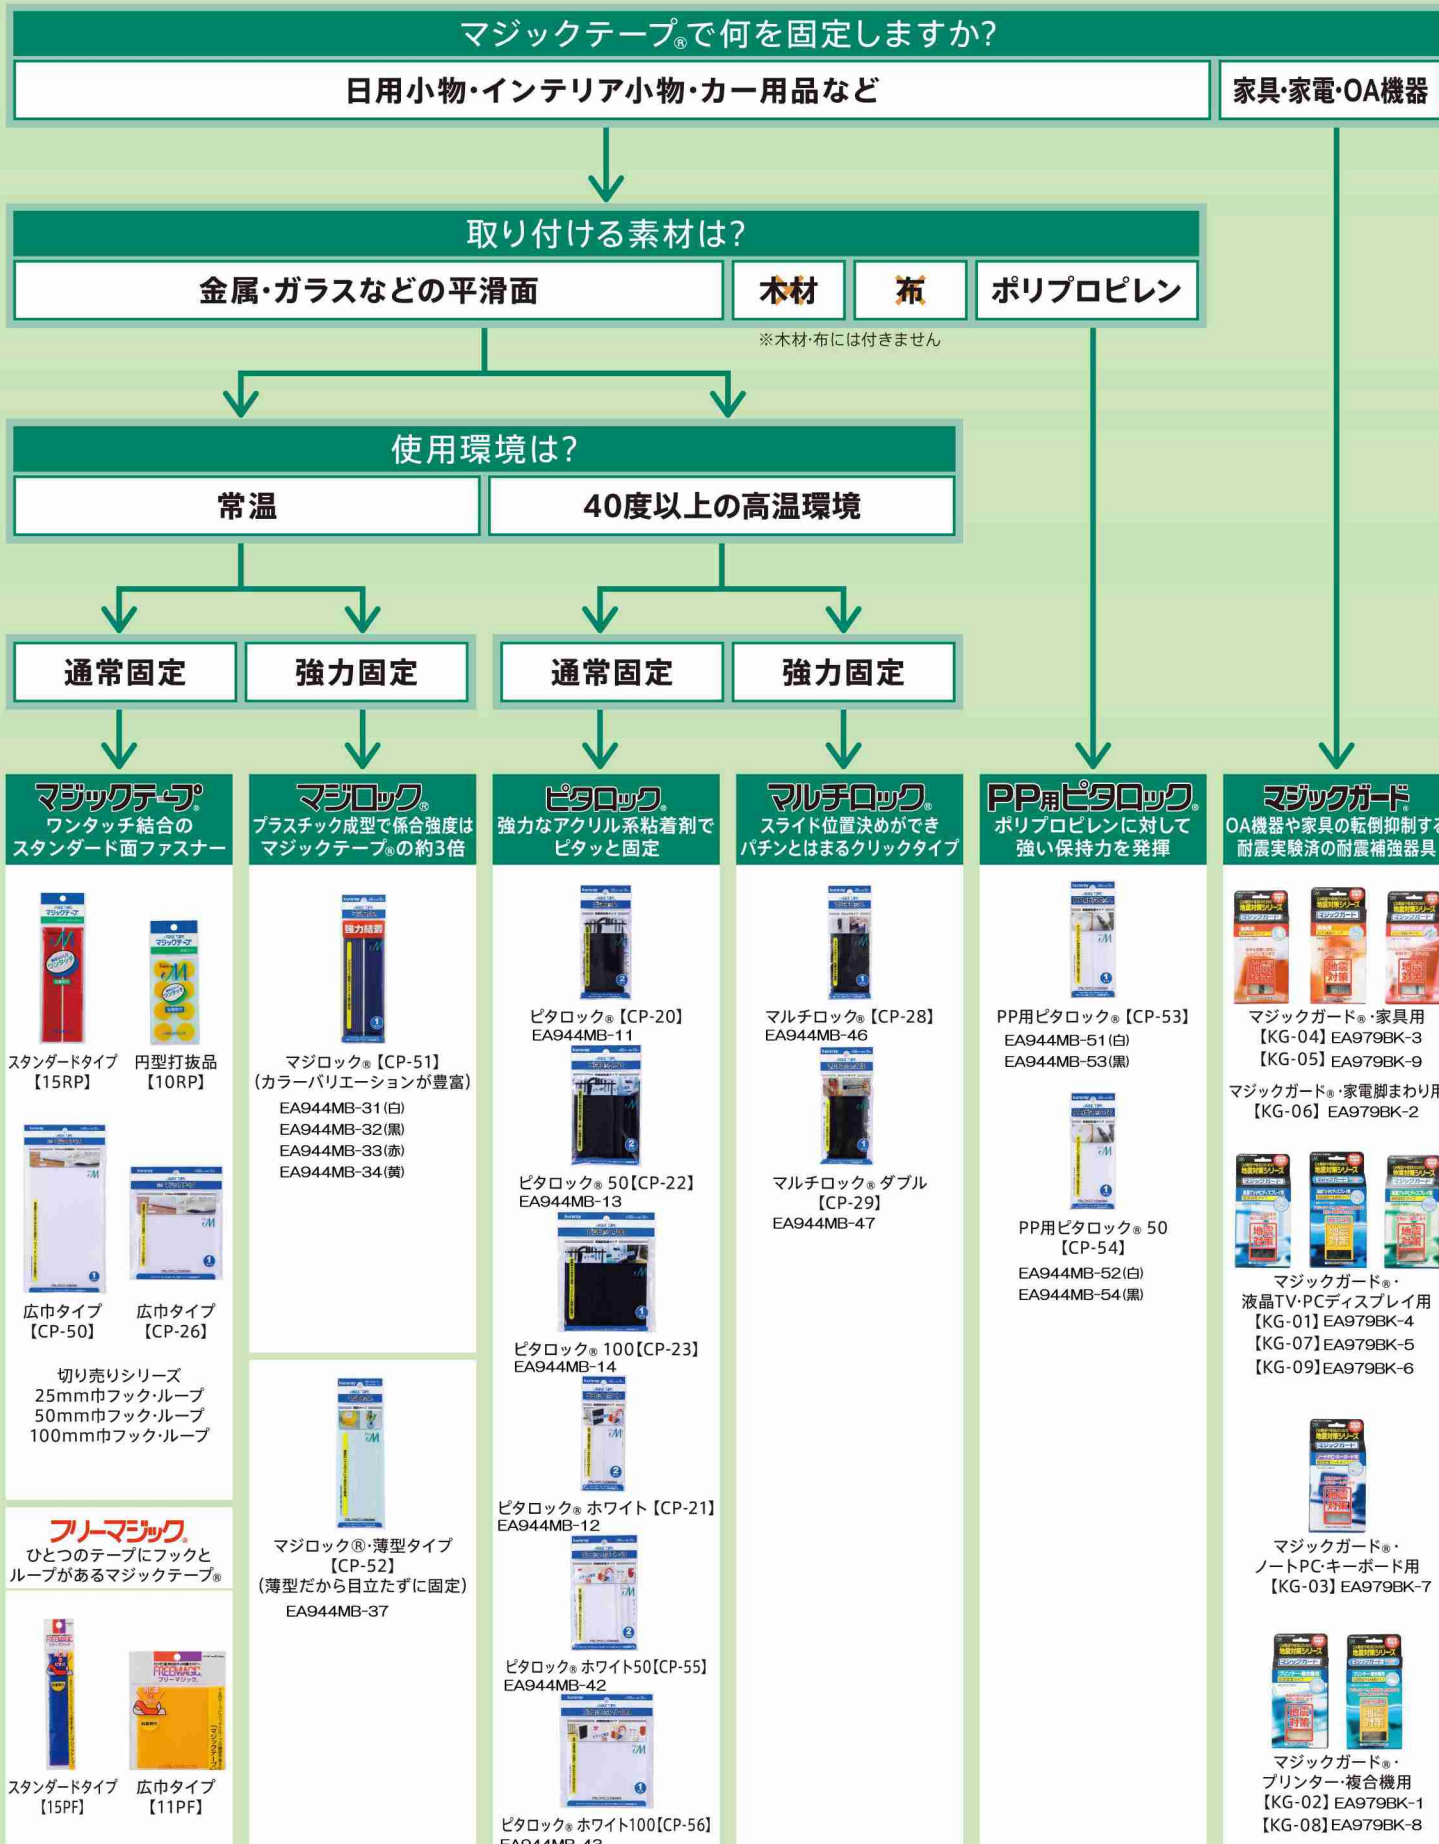 マジックテープ®で何を固定しますか?
日用小物・インテリア小物・カー用品など
家具・家電・OA機器
取り付ける素材は?
金属・ガラスなどの平滑面
木材
布
ポリプロピレン
※木材・布には付きません
使用環境は?
常温
40度以上の高温環境
通常固定
強力固定
通常固定
強力固定
マジックテープ®
ワンタッチ結合の
スタンダード面ファスナー
スタンダードタイプ
【15RP】
円型打抜品
【10RP】
広巾タイプ
【CP-50】
広巾タイプ
【CP-26】
切り売りシリーズ
25mm巾フック・ループ
50mm巾フック・ループ
100mm巾フック・ループ
フリーマジック®
ひとつのテープにフックと
ループがあるマジックテープ®
スタンダードタイプ
【15PF】
広巾タイプ
【11PF】
マジロック®
プラスチック成型で係合強度は
マジックテープ®の約3倍
強力結着
マジロック®【CP-51】
(カラーバリエーションが豊富)
EA944MB-31(白)
EA944MB-32(黒)
EA944MB-33(赤)
EA944MB-34(黄)
マジロック®・薄型タイプ
【CP-52】
(薄型だから目立たずに固定)
EA944MB-37
ピタロック®
強力なアクリル系粘着剤で
ピタッと固定
ピタロック®【CP-20】
EA944MB-11
ピタロック® 50【CP-22】
EA944MB-13
ピタロック® 100【CP-23】
EA944MB-14
ピタロック® ホワイト【CP-21】
EA944MB-12
ピタロック® ホワイト50【CP-55】
EA944MB-42
ピタロック® ホワイト100【CP-56】
EA944MB-43
マルチロック®
スライド位置決めができ
パチンとはまるクリックタイプ
マルチロック®【CP-28】
EA944MB-46
マルチロック® ダブル
【CP-29】
EA944MB-47
PP用ピタロック®
ポリプロピレンに対して
強い保持力を発揮
PP用ピタロック®【CP-53】
EA944MB-51(白)
EA944MB-53(黒)
PP用ピタロック® 50
【CP-54】
EA944MB-52(白)
EA944MB-54(黒)
マジックガード®
OA機器や家具の転倒抑制する
耐震実験済の耐震補強器具
マジックガード®・家具用
【KG-04】EA979BK-3
【KG-05】EA979BK-9
マジックガード®・家電脚まわり用
【KG-06】EA979BK-2
マジックガード®・
液晶TV・PCディスプレイ用
【KG-01】EA979BK-4
【KG-07】EA979BK-5
【KG-09】EA979BK-6
マジックガード®・
ノートPC・キーボード用
【KG-03】EA979BK-7
マジックガード®・
プリンター・複合機用
【KG-02】EA979BK-1
【KG-08】EA979BK-8